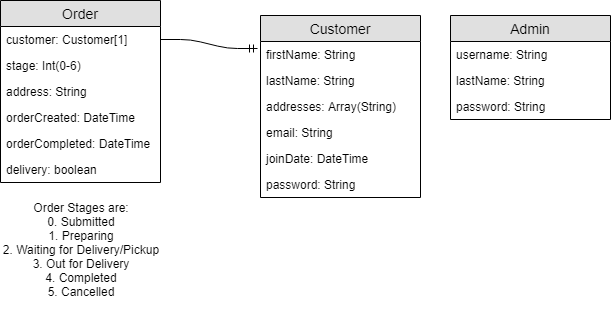 Order
customer: Customer[1]
stage: Int(0-6)
address: String
orderCreated: DateTime
orderCompleted: DateTime
delivery: boolean
Order Stages are:
0. Submitted
1. Preparing
2. Waiting for Delivery/Pickup
3. Out for Delivery
4. Completed
5. Cancelled
Customer
firstName: String
lastName: String
addresses: Array(String)
email: String
joinDate: DateTime
password: String
Admin
username: String
lastName: String
password: String